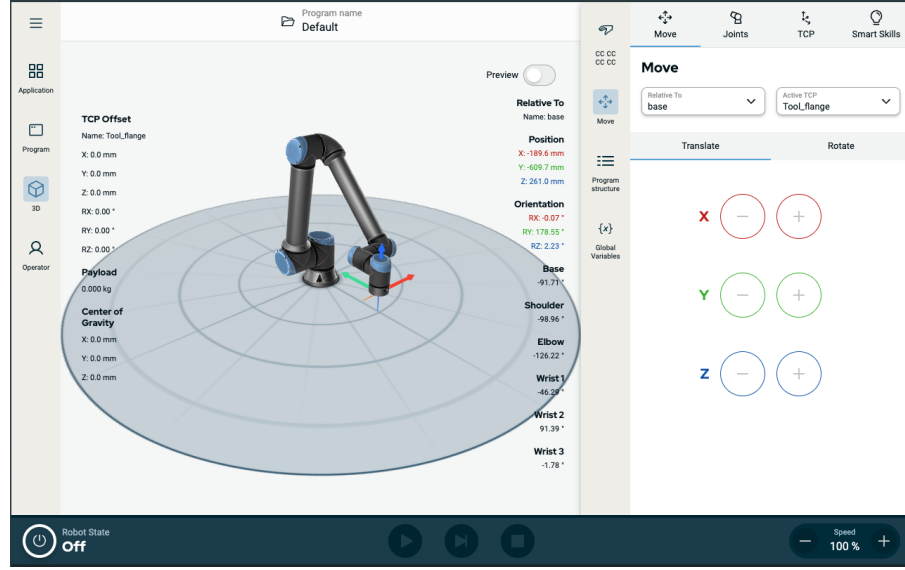 Program name
Default
Application
Program
3D
Operator
Preview
TCP Offset
Name: Tool_flange
X: 0.0 mm
Y: 0.0 mm
Z: 0.0 mm
RX: 0.00 °
RY: 0.00 °
RZ: 0.00 °
Payload
0.000 kg
Center of
Gravity
X: 0.0 mm
Y: 0.0 mm
Z: 0.0 mm
Relative To
Name: base
Position
X: -189.6 mm
Y: -609.7 mm
Z: 261.0 mm
Orientation
RX: -0.07 °
RY: 178.55 °
RZ: 2.23 °
Base
-91.71 °
Shoulder
-98.96 °
Elbow
-126.22 °
Wrist 1
-46.29 °
Wrist 2
91.39 °
Wrist 3
-1.78 °
CC CC
CC CC
Move
Program
structure
{x}
Global
Variables
Move
Joints
TCP
Smart Skills
Move
Relative To
base
Active TCP
Tool_flange
Translate
Rotate
X − +
Y − +
Z − +
Robot State
Off
Speed
− 100 % +